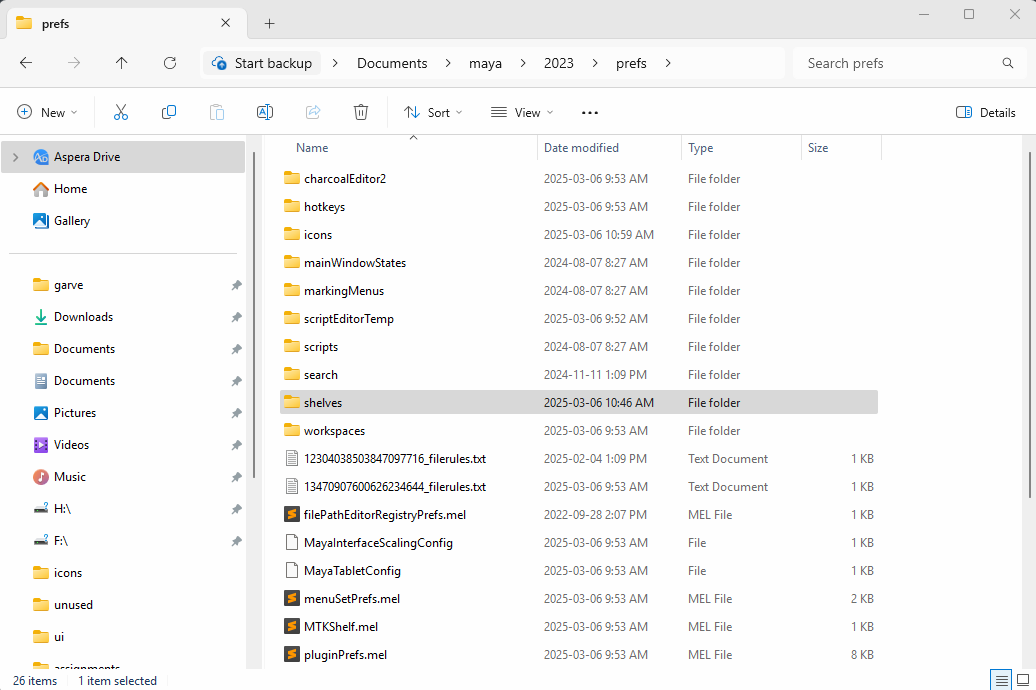 prefs
Start backup > Documents > maya > 2023 > prefs >
Search prefs
New
Sort
View
Details
Name Date modified Type Size
Aspera Drive
Home
Gallery
garve
Downloads
Documents
Documents
Pictures
Videos
Music
H:\
F:\
icons
unused
ui
assignments
charcoalEditor2 2025-03-06 9:53 AM File folder
hotkeys 2025-03-06 9:53 AM File folder
icons 2025-03-06 10:59 AM File folder
mainWindowStates 2024-08-07 8:27 AM File folder
markingMenus 2024-08-07 8:27 AM File folder
scriptEditorTemp 2025-03-06 9:52 AM File folder
scripts 2024-08-07 8:27 AM File folder
search 2024-11-11 1:09 PM File folder
shelves 2025-03-06 10:46 AM File folder
workspaces 2025-03-06 9:53 AM File folder
12304038503847097716_filerules.txt 2025-02-04 1:09 PM Text Document 1 KB
13470907600626234644_filerules.txt 2025-03-06 9:53 AM Text Document 1 KB
filePathEditorRegistryPrefs.mel 2022-09-28 2:07 PM MEL File 1 KB
MayaInterfaceScalingConfig 2025-03-06 9:53 AM File 1 KB
MayaTabletConfig 2025-03-06 9:53 AM File 1 KB
menuSetPrefs.mel 2025-03-06 9:53 AM MEL File 2 KB
MTKShelf.mel 2025-03-06 9:53 AM MEL File 1 KB
pluginPrefs.mel 2025-03-06 9:53 AM MEL File 8 KB
26 items 1 item selected